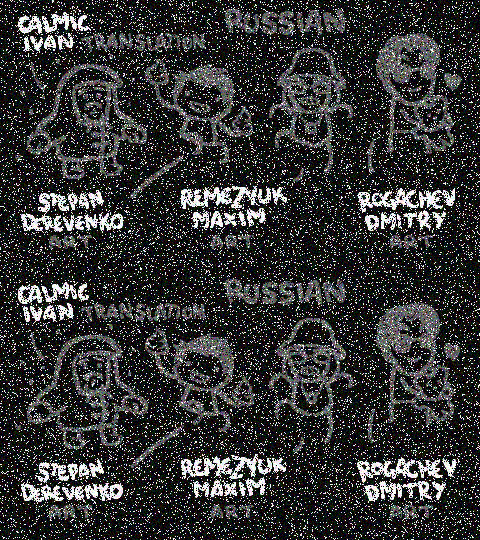 RUSSIAN
CALMIC
IVAN TRANSLATION
STEPAN
DEREVENKO
ART
REMEZYUK
MAXIM
ART
ROGACHEV
DMITRY
ART
RUSSIAN
CALMIC
IVAN TRANSLATION
STEPAN
DEREVENKO
ART
REMEZYUK
MAXIM
ART
ROGACHEV
DMITRY
ART